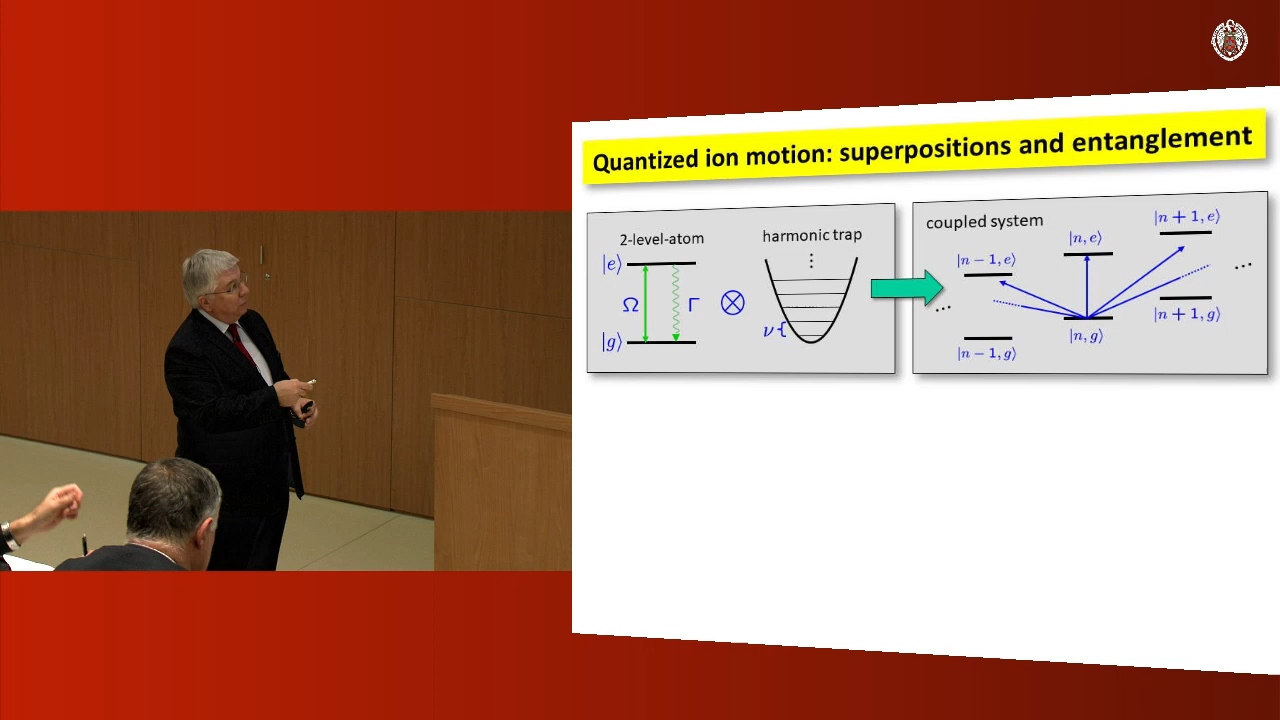 Quantized ion motion: superpositions and entanglement
2-level-atom
|e⟩
Ω
Γ
|g⟩
⊗
harmonic trap
⋮
ν{
coupled system
|n − 1, e⟩
|n, e⟩
|n + 1, e⟩
...
...
|n − 1, g⟩
|n, g⟩
|n + 1, g⟩